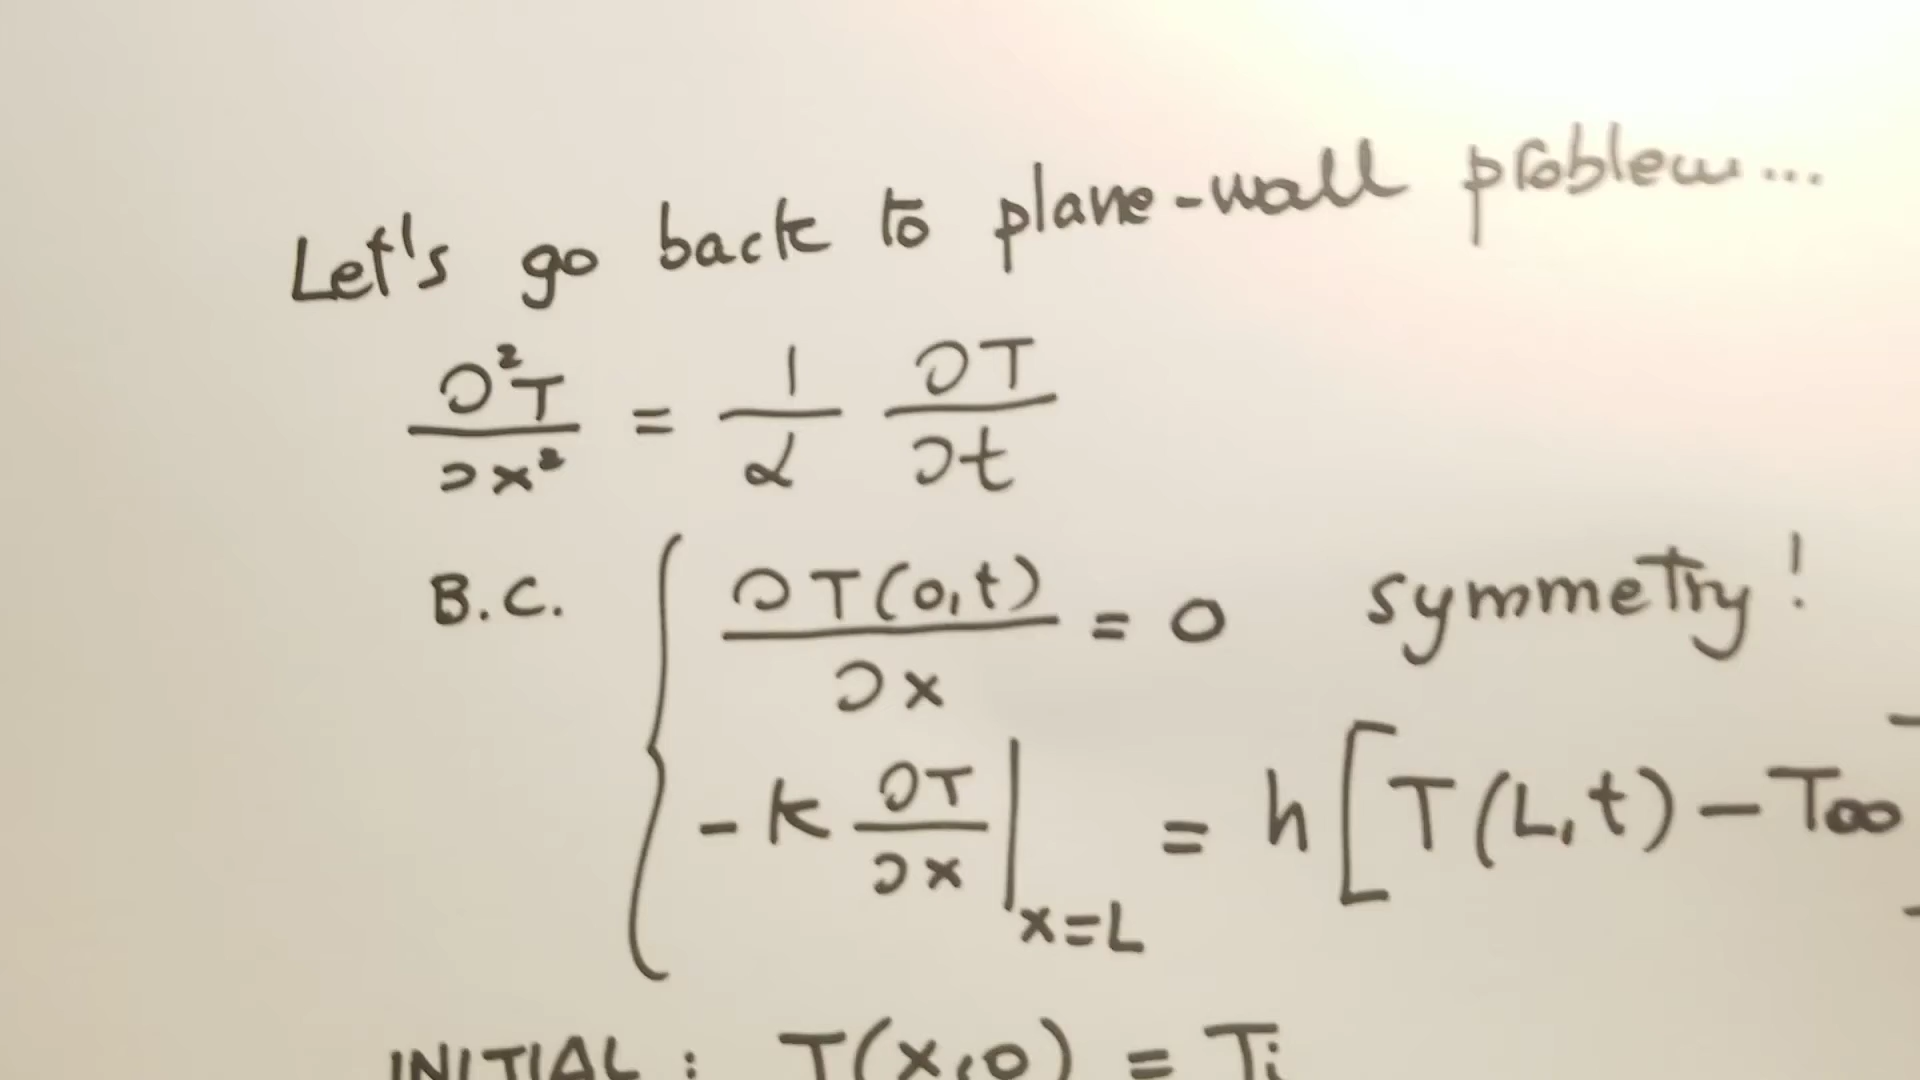 Let's go back to plane-wall problem...
∂²T/∂x² = 1/α ∂T/∂t
B.C. { ∂T(0,t)/∂x = 0 symmetry!
-k ∂T/∂x |x=L = h[T(L,t) - T∞]
INITIAL: T(x,0) = Ti